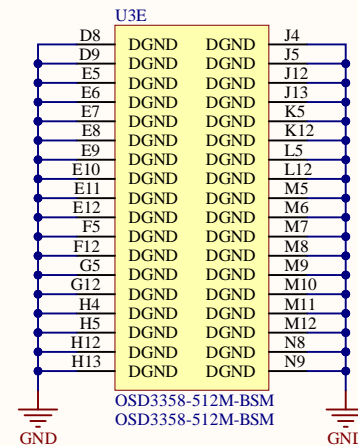 U3E
D8 DGND DGND J4
D9 DGND DGND J5
E5 DGND DGND J12
E6 DGND DGND J13
E7 DGND DGND K5
E8 DGND DGND K12
E9 DGND DGND L5
E10 DGND DGND L12
E11 DGND DGND M5
E12 DGND DGND M6
F5 DGND DGND M7
F12 DGND DGND M8
G5 DGND DGND M9
G12 DGND DGND M10
H4 DGND DGND M11
H5 DGND DGND M12
H12 DGND DGND N8
H13 DGND DGND N9
OSD3358-512M-BSM
OSD3358-512M-BSM
GND GND